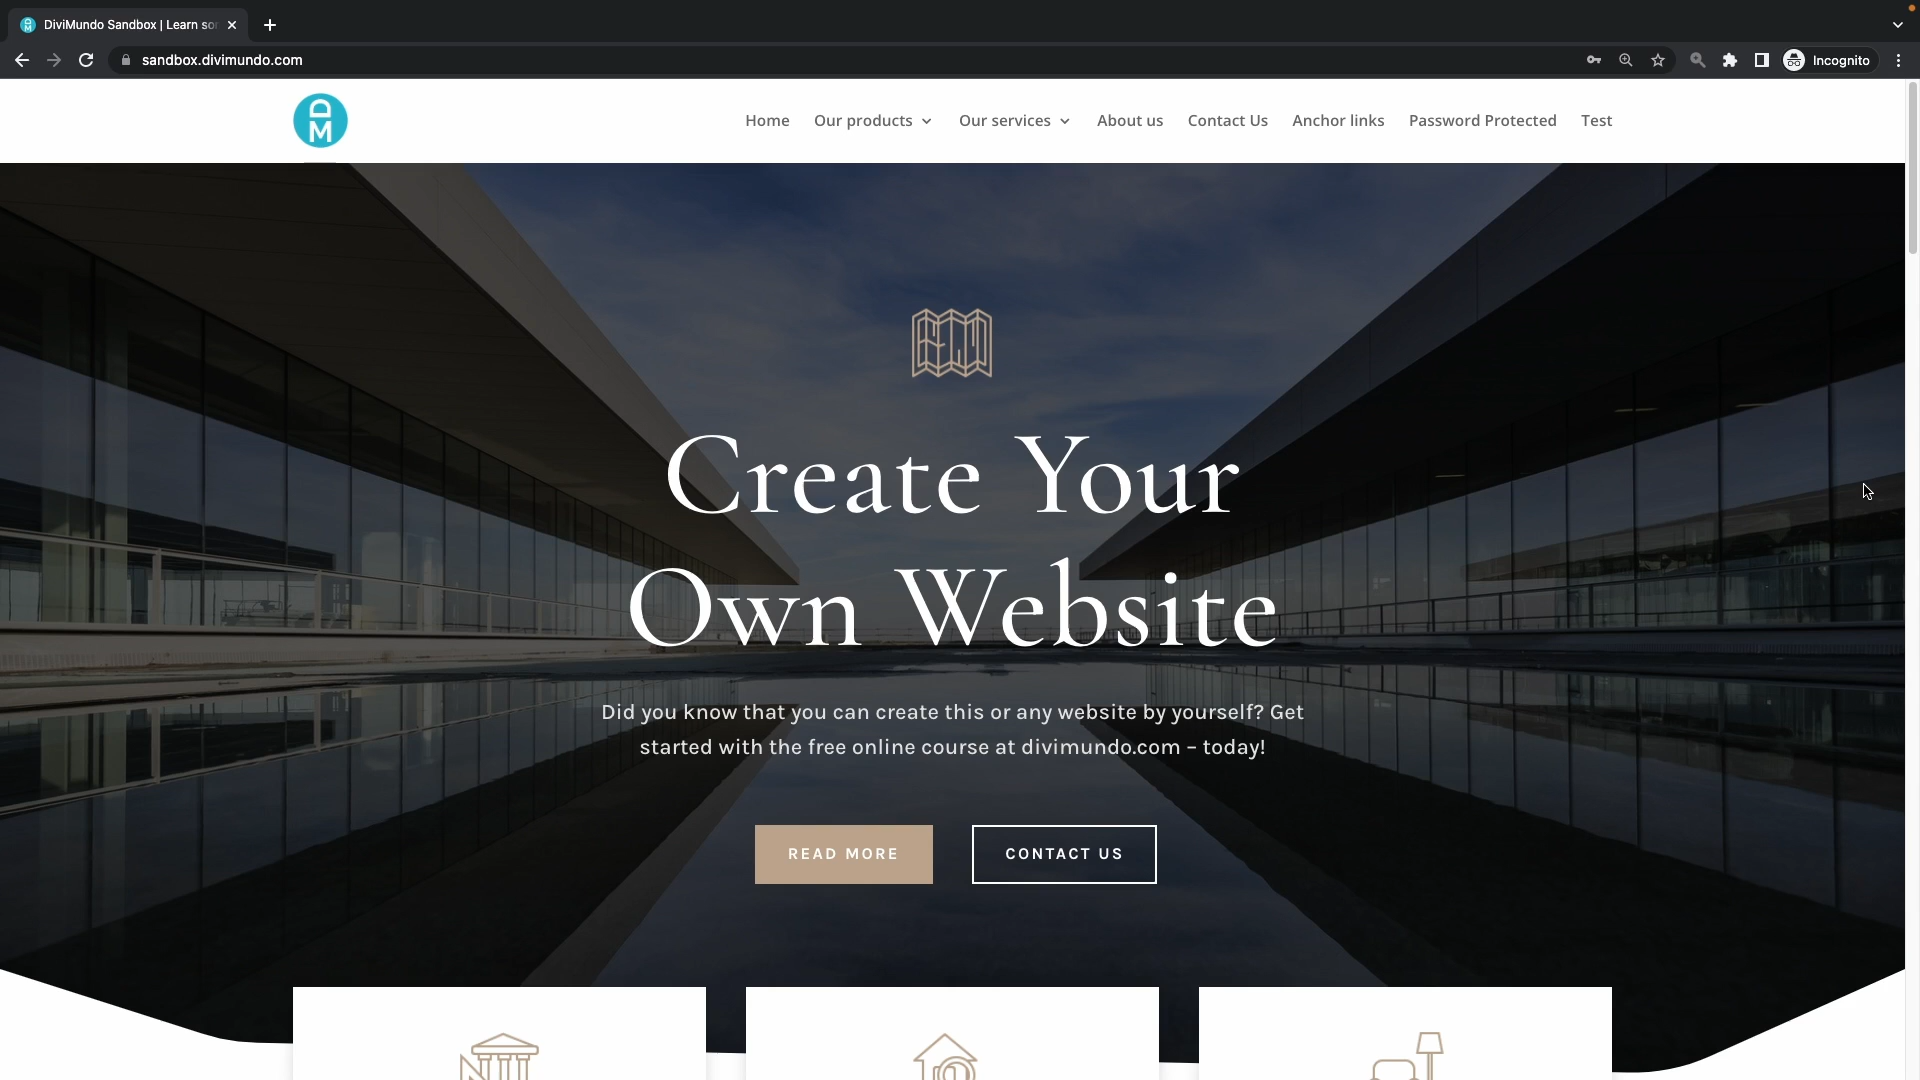 DiviMundo Sandbox | Learn so
sandbox.divimundo.com
Incognito
DM
Home Our products Our services About us Contact Us Anchor links Password Protected Test
Create Your
Own Website
Did you know that you can create this or any website by yourself? Get
started with the free online course at divimundo.com – today!
READ MORE CONTACT US